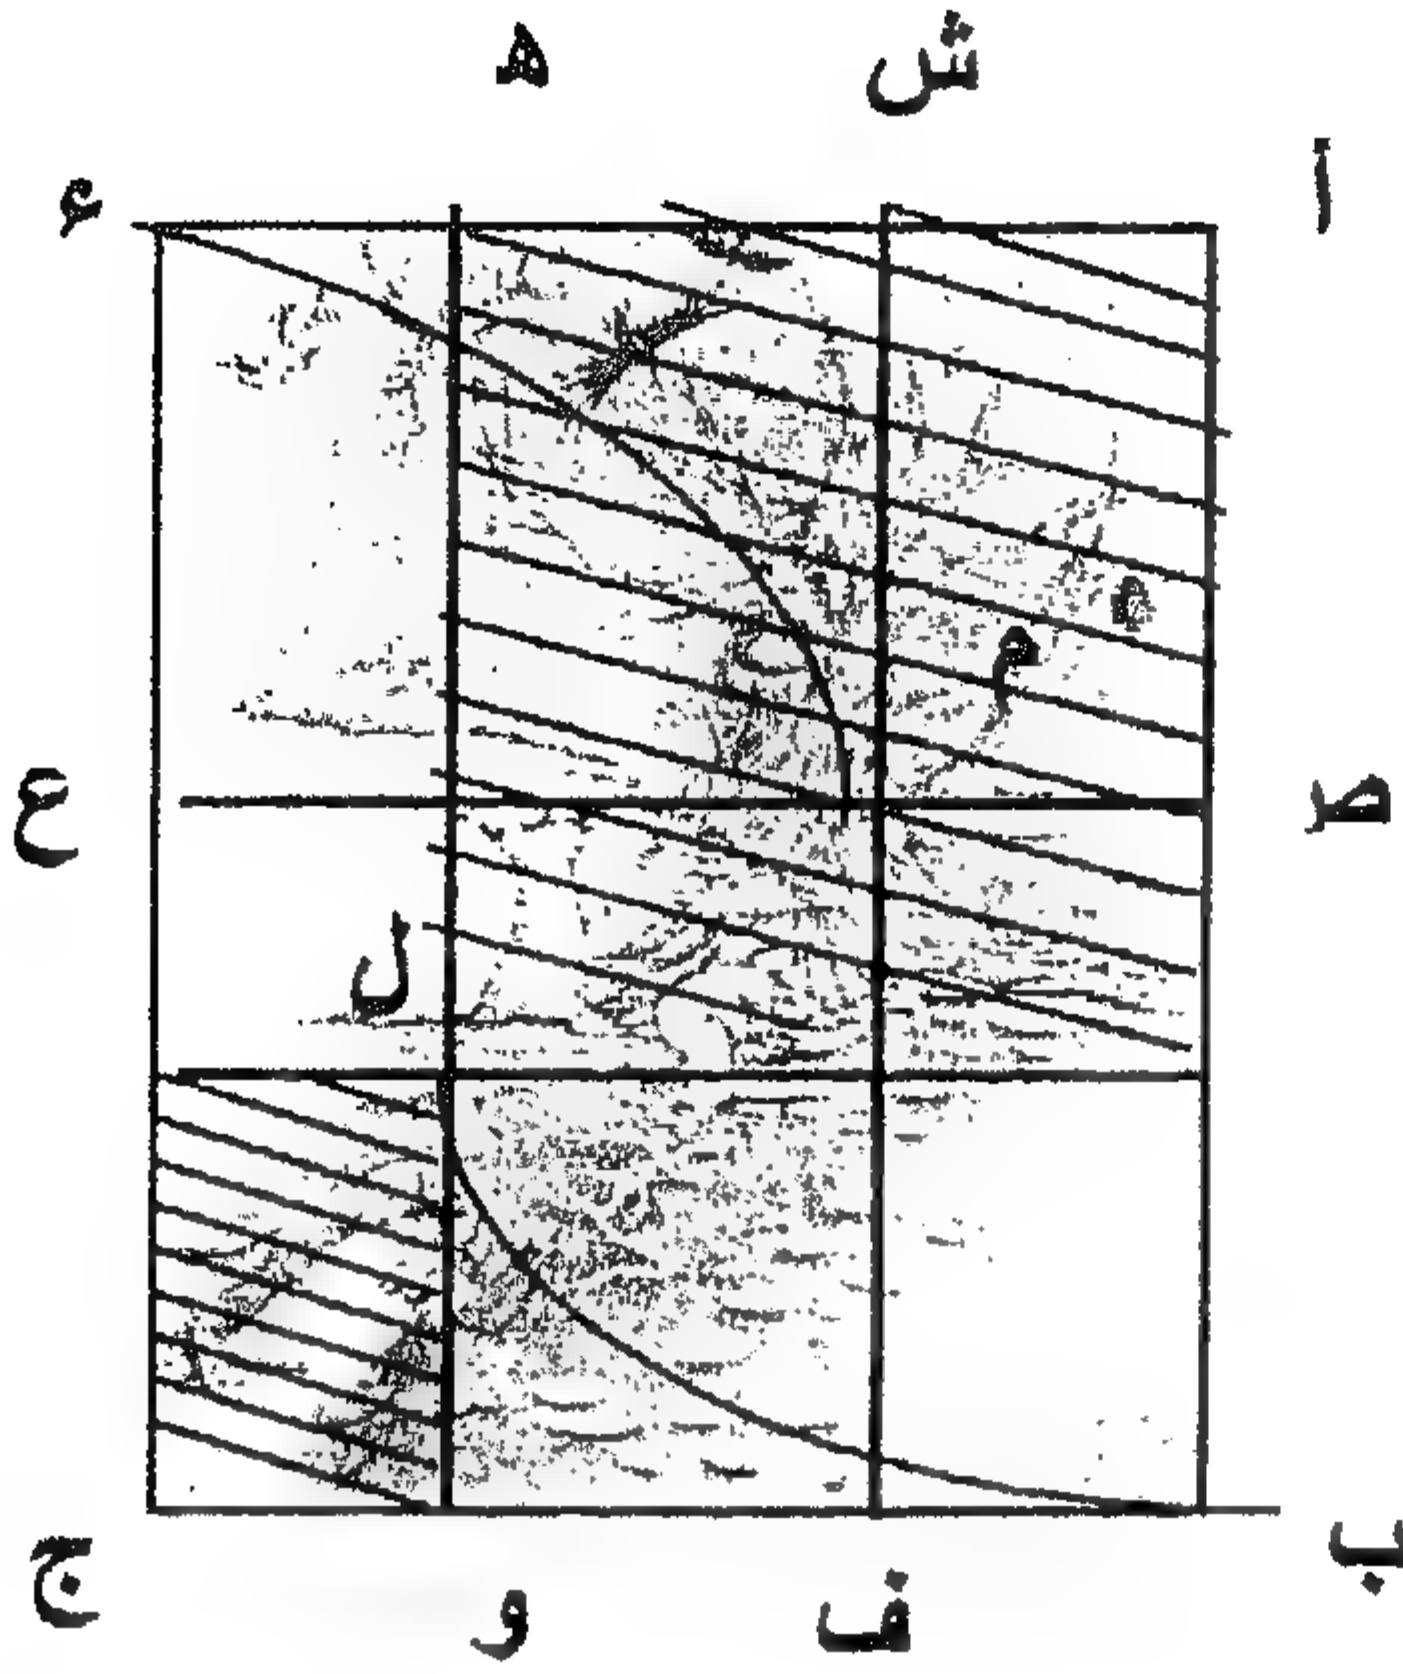 ش ه
أ ء
م
ص ع
ل
ب ف و ج